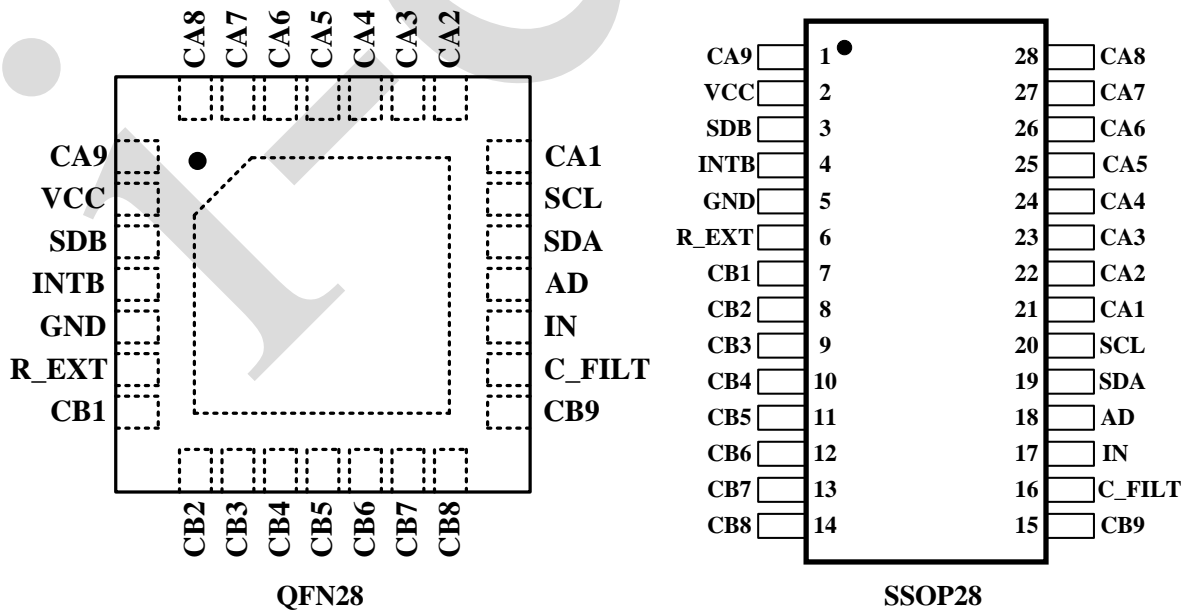 CA8 CA7 CA6 CA5 CA4 CA3 CA2
CA9 CA1
VCC SCL
SDB SDA
INTB AD
GND IN
R_EXT C_FILT
CB1 CB9
CB2 CB3 CB4 CB5 CB6 CB7 CB8
QFN28
CA9 1 28 CA8
VCC 2 27 CA7
SDB 3 26 CA6
INTB 4 25 CA5
GND 5 24 CA4
R_EXT 6 23 CA3
CB1 7 22 CA2
CB2 8 21 CA1
CB3 9 20 SCL
CB4 10 19 SDA
CB5 11 18 AD
CB6 12 17 IN
CB7 13 16 C_FILT
CB8 14 15 CB9
SSOP28